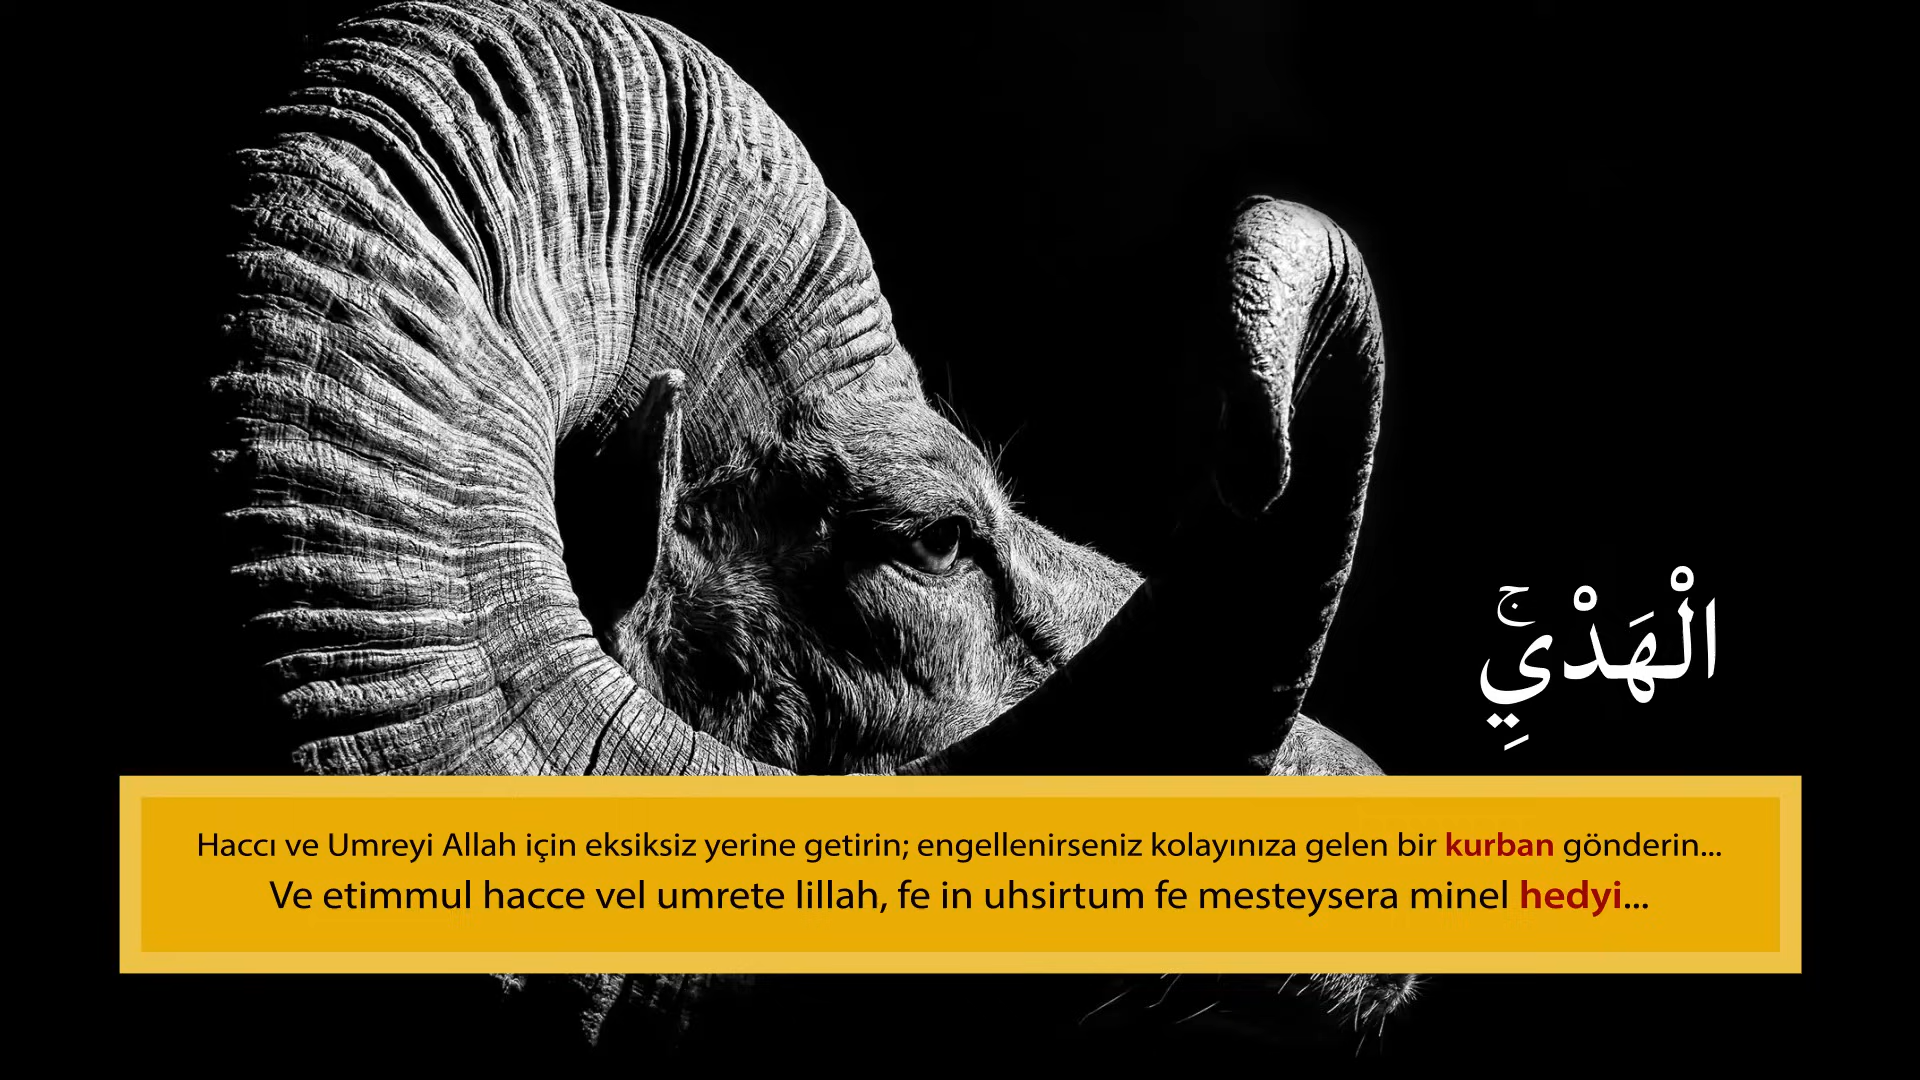 الْهَدْيِۚ
Haccı ve Umreyi Allah için eksiksiz yerine getirin; engellenirseniz kolayınıza gelen bir kurban gönderin...
Ve etimmul hacce vel umrete lillah, fe in uhsirtum fe mesteysera minel hedyi...